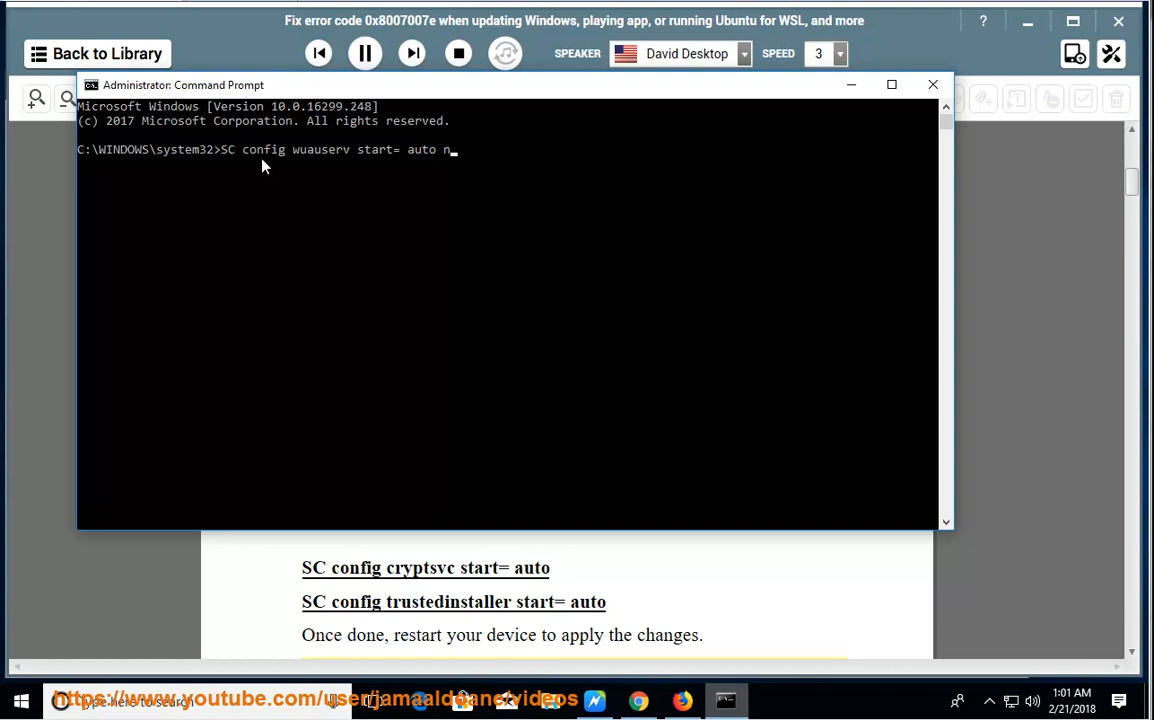 Fix error code 0x8007007e when updating Windows, playing app, or running Ubuntu for WSL, and more
?
Back to Library
SPEAKER
David Desktop
SPEED
3
Administrator: Command Prompt
Microsoft Windows [Version 10.0.16299.248]
(c) 2017 Microsoft Corporation. All rights reserved.
C:\WINDOWS\system32>SC config wuauserv start= auto n_
SC config cryptsvc start= auto
SC config trustedinstaller start= auto
Once done, restart your device to apply the changes.
https://www.youtube.com/user/jamaaldoane/videos
Type here to search
1:01 AM
2/21/2018